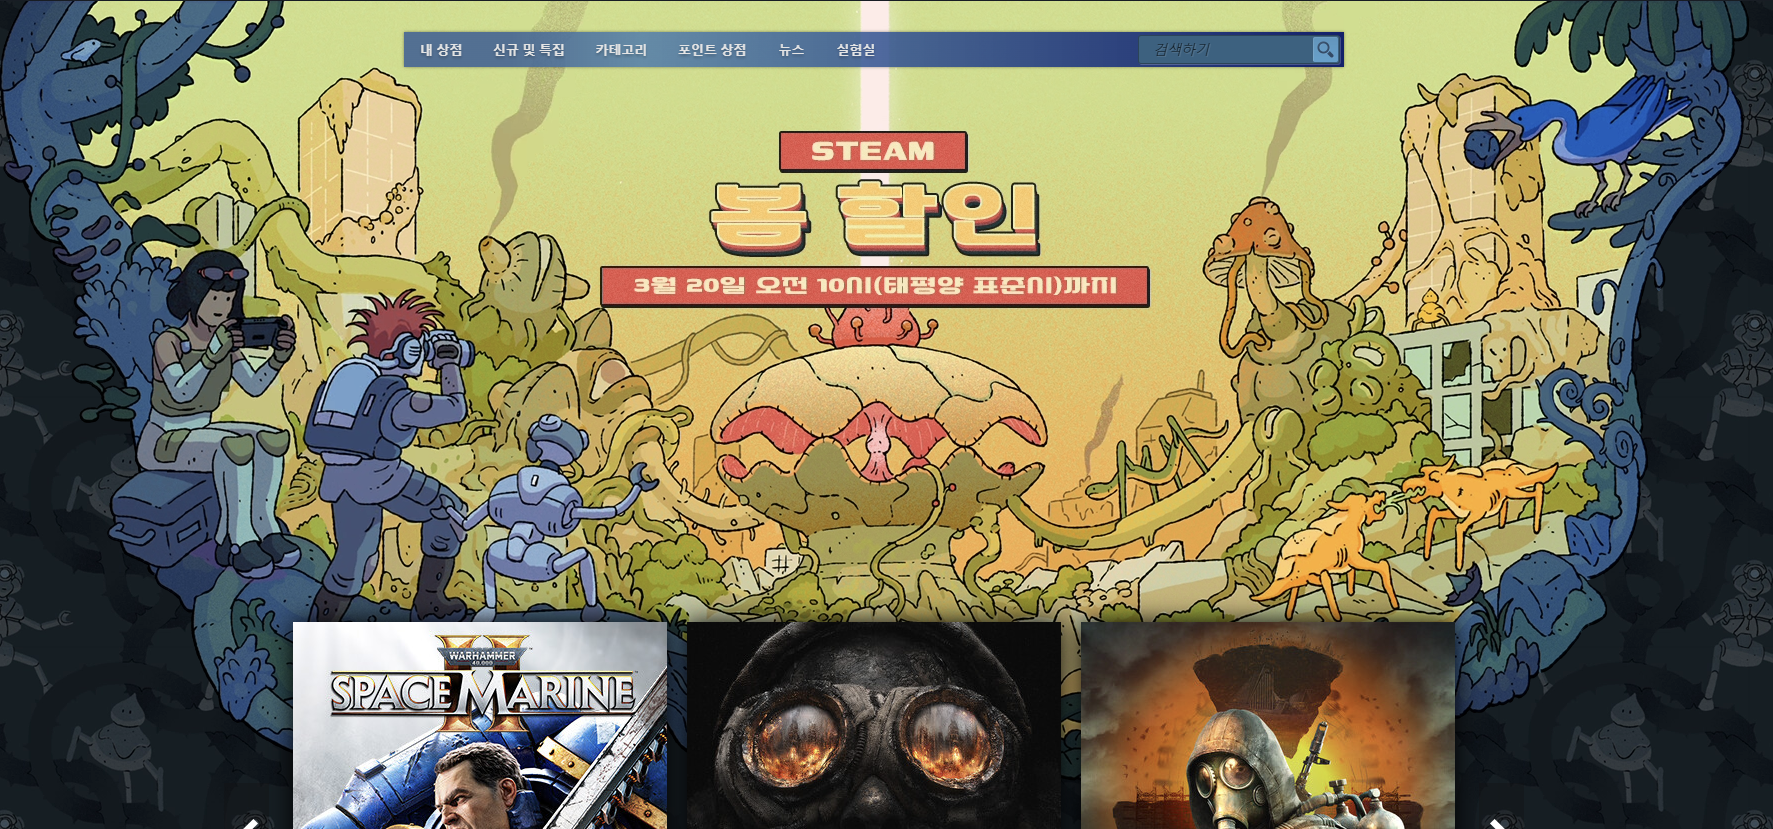 내 상점 신규 및 특집 카테고리 포인트 상점 뉴스 실험실 검색하기
STEAM
봄 할인
3월 20일 오전 10시(태평양 표준시)까지
WARHAMMER
40,000
SPACE MARINE
II